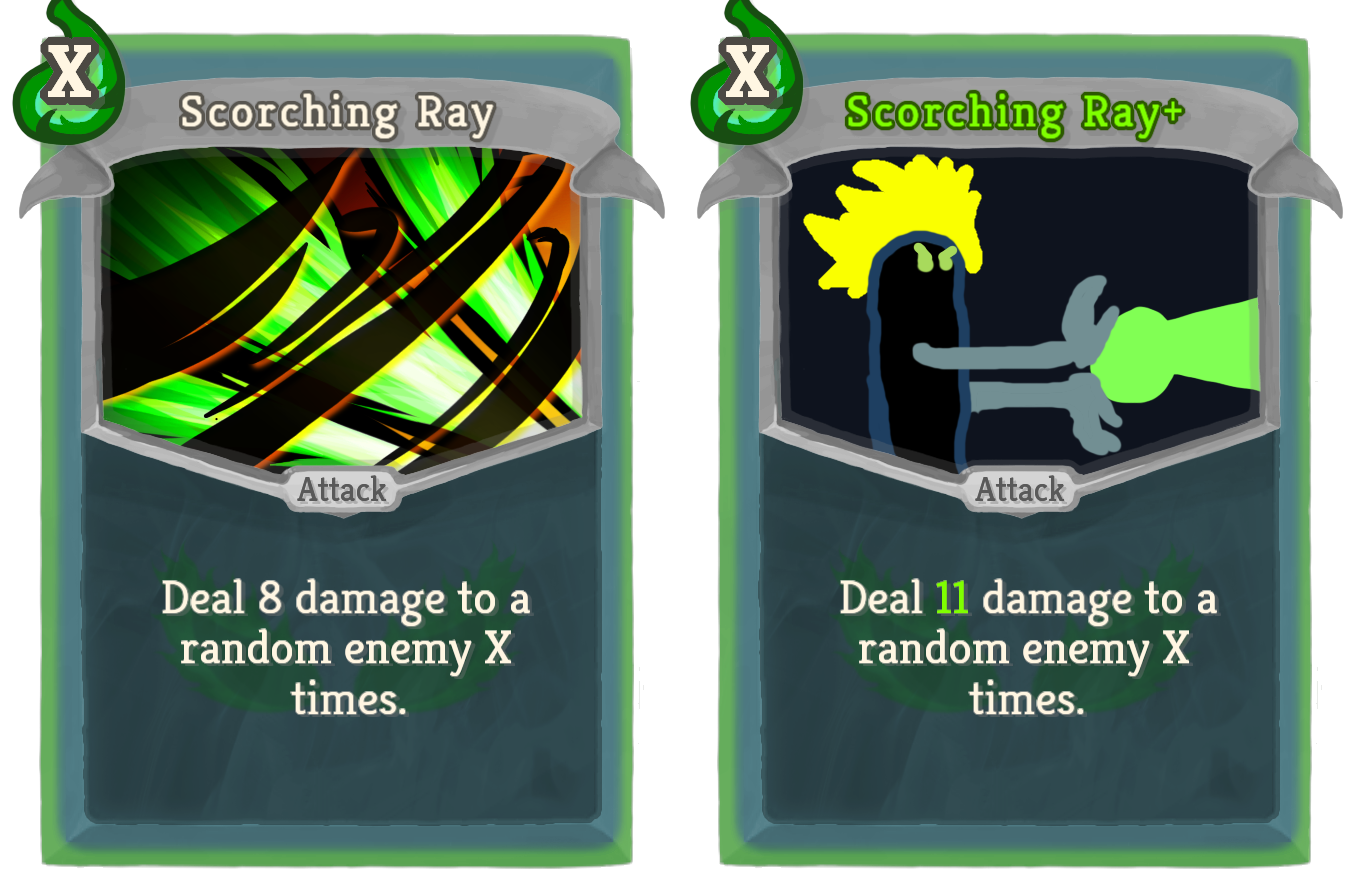 X
Scorching Ray
Attack
Deal 8 damage to a
random enemy X
times.
X
Scorching Ray+
Attack
Deal 11 damage to a
random enemy X
times.